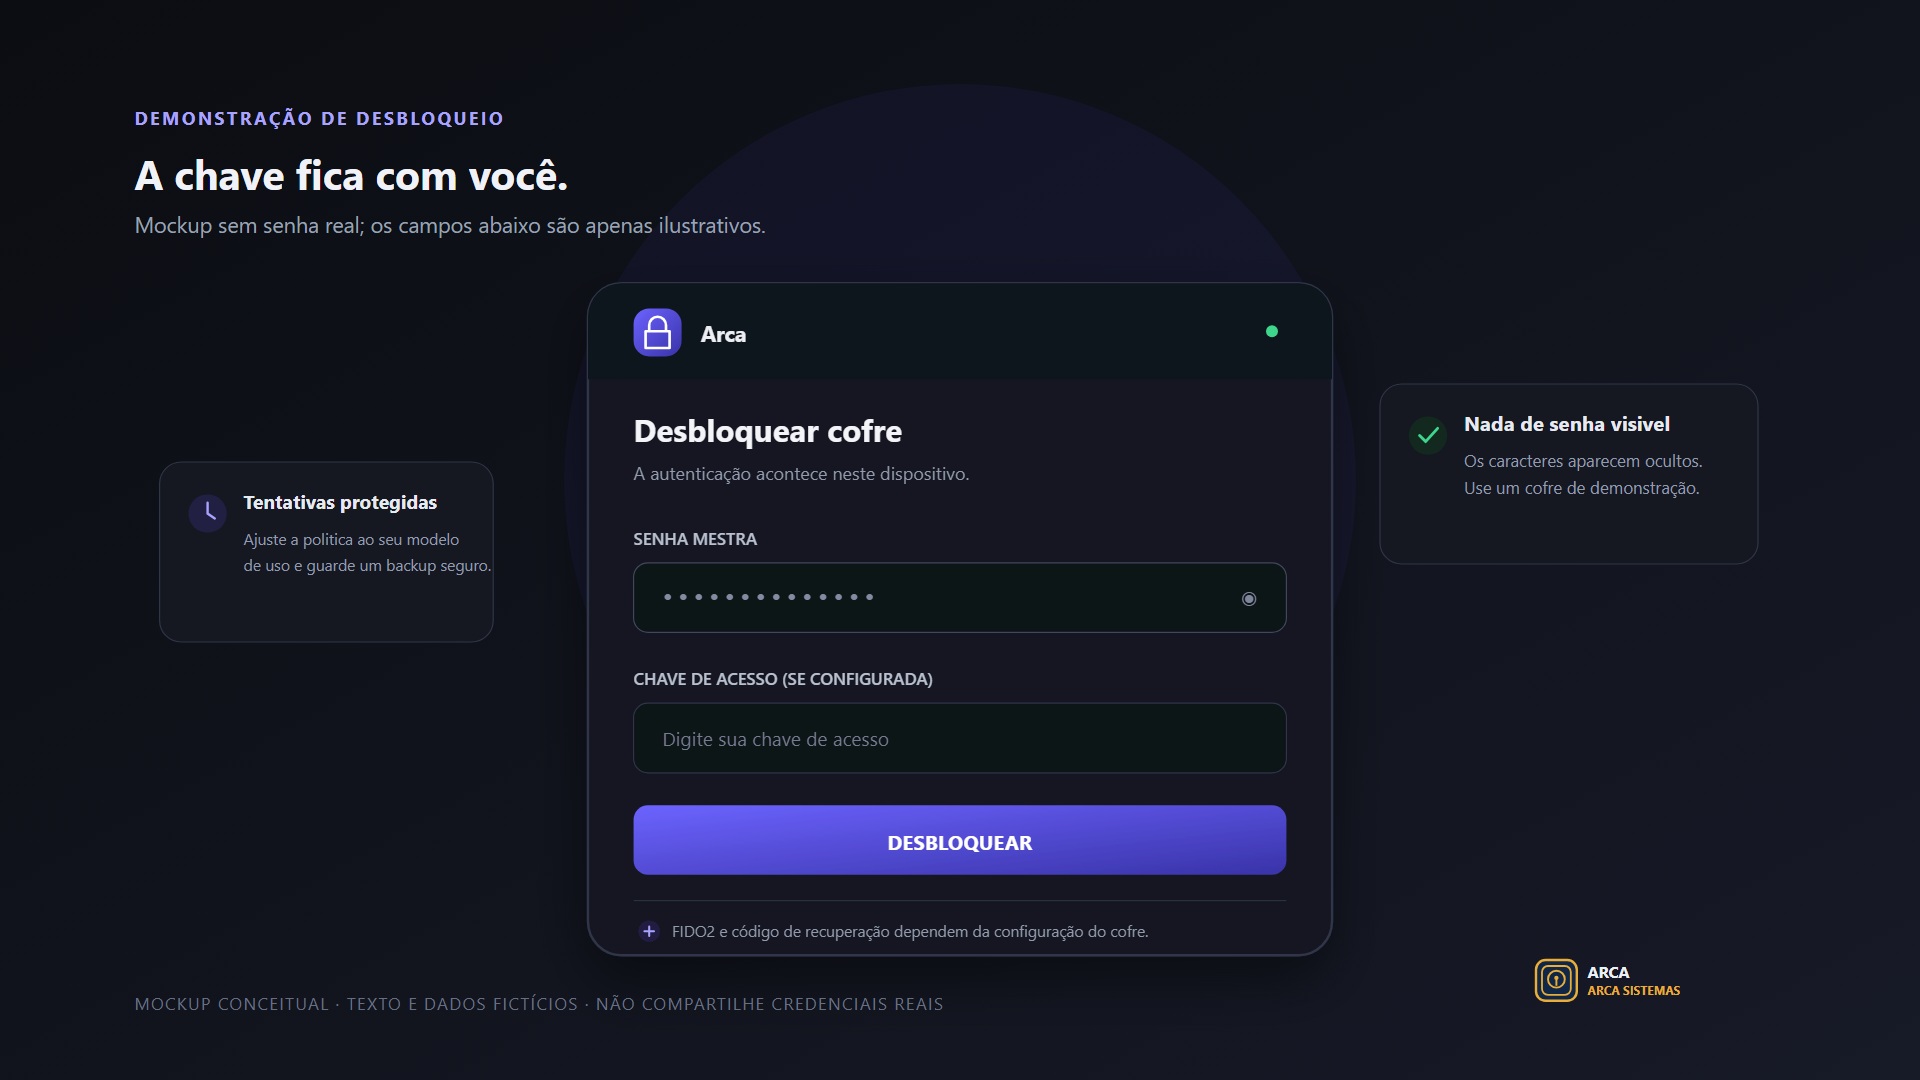 DEMONSTRAÇÃO DE DESBLOQUEIO
A chave fica com você.
Mockup sem senha real; os campos abaixo são apenas ilustrativos.
Arca
Desbloquear cofre
A autenticação acontece neste dispositivo.
SENHA MESTRA
CHAVE DE ACESSO (SE CONFIGURADA)
Digite sua chave de acesso
DESBLOQUEAR
FIDO2 e código de recuperação dependem da configuração do cofre.
Tentativas protegidas
Ajuste a politica ao seu modelo
de uso e guarde um backup seguro.
Nada de senha visivel
Os caracteres aparecem ocultos.
Use um cofre de demonstração.
MOCKUP CONCEITUAL · TEXTO E DADOS FICTÍCIOS · NÃO COMPARTILHE CREDENCIAIS REAIS
ARCA
ARCA SISTEMAS